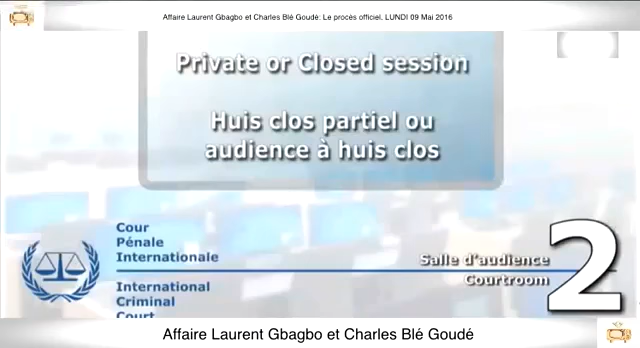 Affaire Laurent Gbagbo et Charles Blé Goudé: Le procès officiel. LUNDI 09 Mai 2016
Private or Closed session
Huis clos partiel ou
audience à huis clos
Cour
Pénale
Internationale
International
Criminal
Court
Salle d'audience
Courtroom
2
Affaire Laurent Gbagbo et Charles Blé Goudé